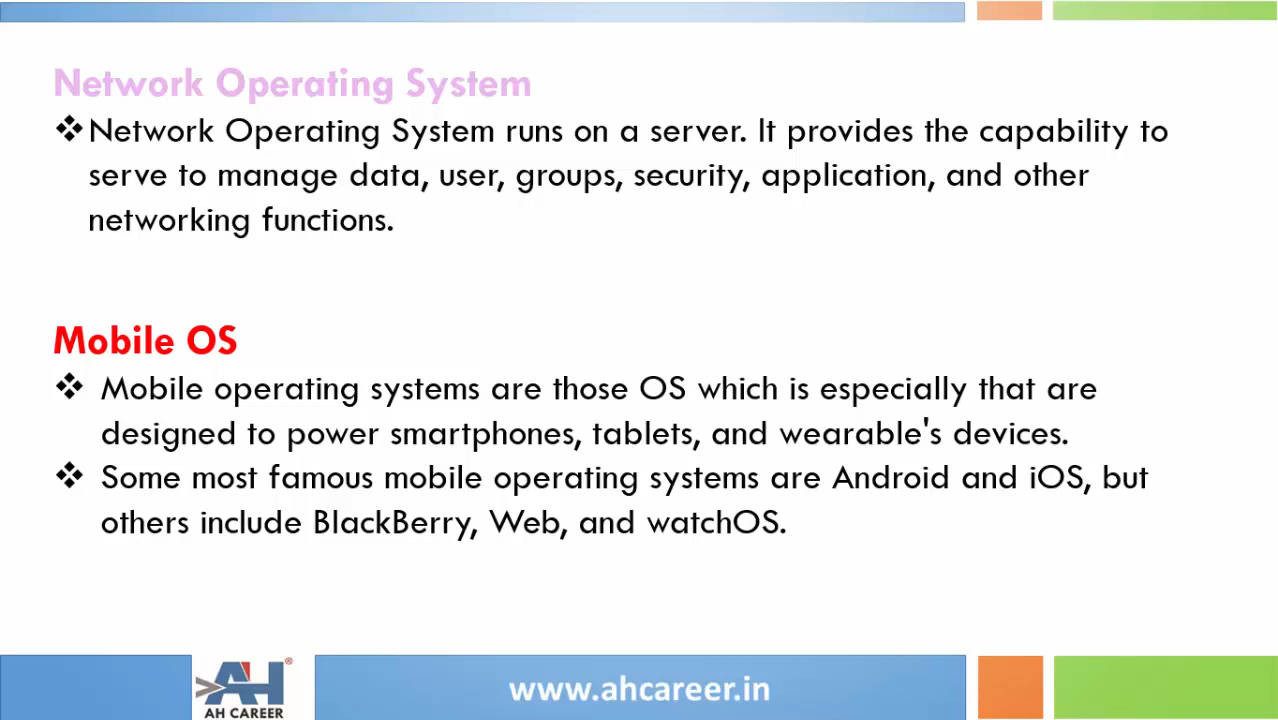 Network Operating System
❖Network Operating System runs on a server. It provides the capability to
serve to manage data, user, groups, security, application, and other
networking functions.
Mobile OS
❖ Mobile operating systems are those OS which is especially that are
designed to power smartphones, tablets, and wearable's devices.
❖ Some most famous mobile operating systems are Android and iOS, but
others include BlackBerry, Web, and watchOS.
AH®
AH CAREER
www.ahcareer.in